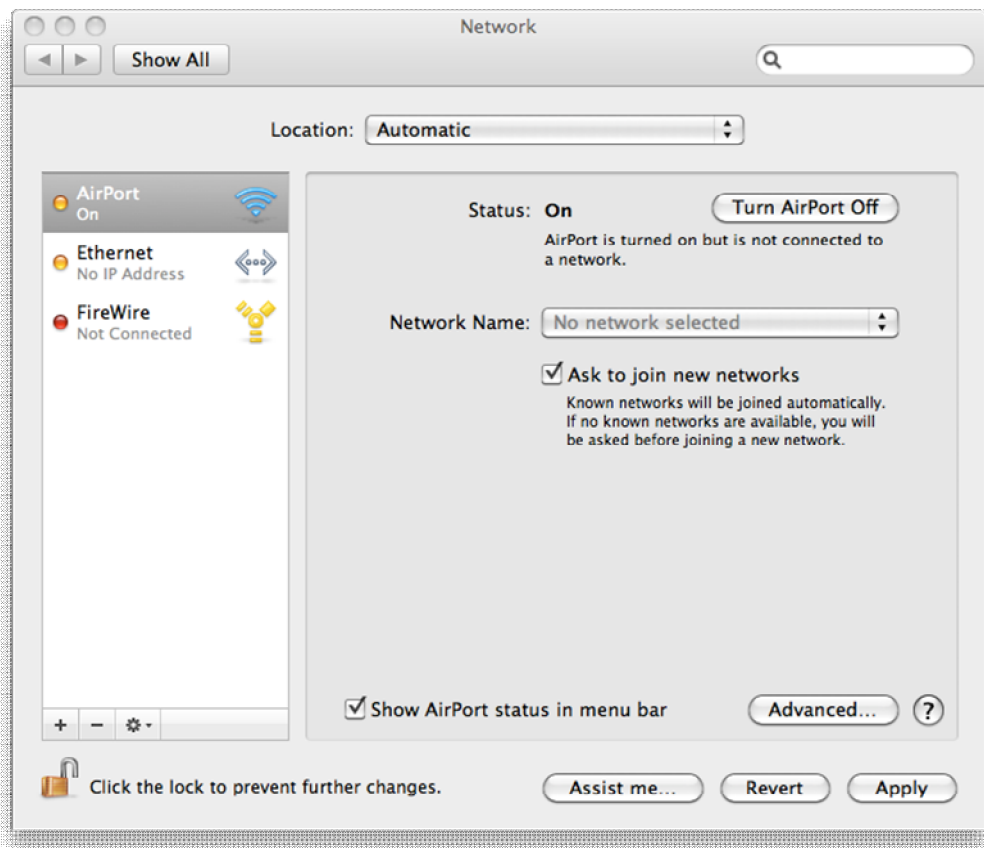 Network
Show All
Location: Automatic
AirPort
On
Ethernet
No IP Address
FireWire
Not Connected
Status: On
Turn AirPort Off
AirPort is turned on but is not connected to
a network.
Network Name: No network selected
Ask to join new networks
Known networks will be joined automatically.
If no known networks are available, you will
be asked before joining a new network.
+ −
Show AirPort status in menu bar
Advanced... ?
Click the lock to prevent further changes.
Assist me... Revert Apply